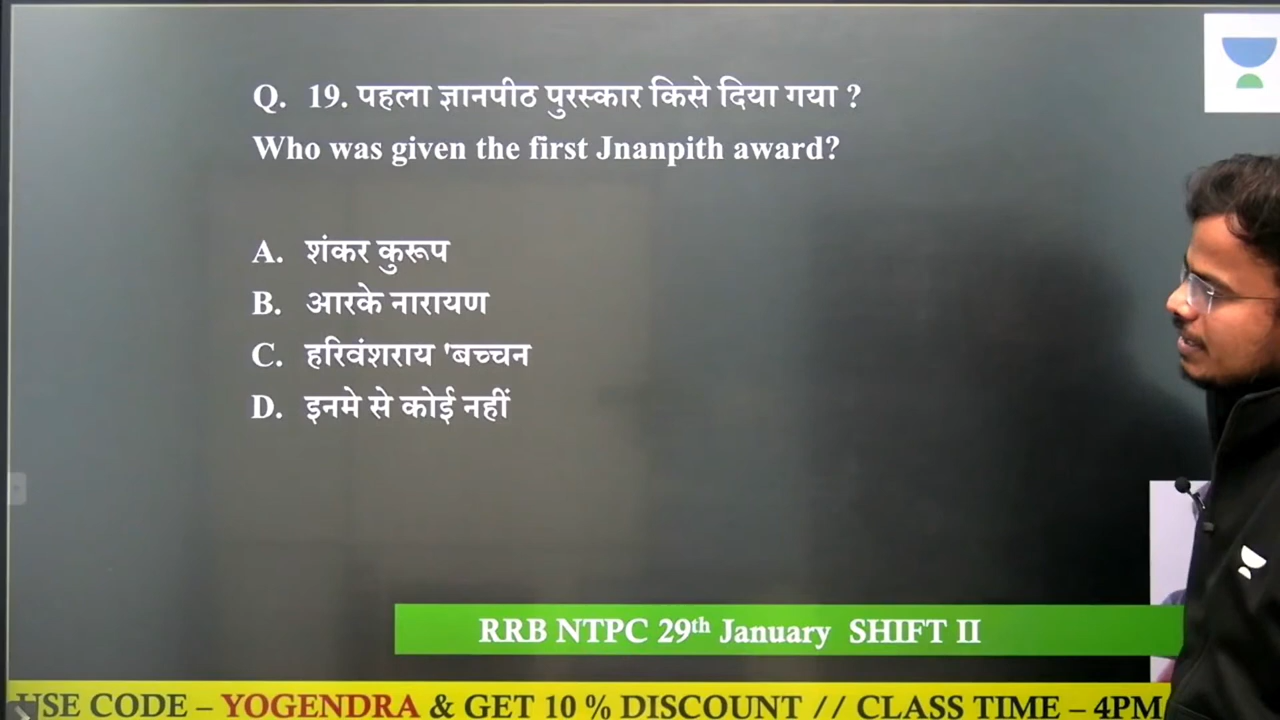 Q. 19. पहला ज्ञानपीठ पुरस्कार किसे दिया गया ?
Who was given the first Jnanpith award?
A. शंकर कुरूप
B. आरके नारायण
C. हरिवंशराय 'बच्चन
D. इनमे से कोई नहीं
RRB NTPC 29th January SHIFT II
USE CODE – YOGENDRA & GET 10 % DISCOUNT // CLASS TIME – 4PM